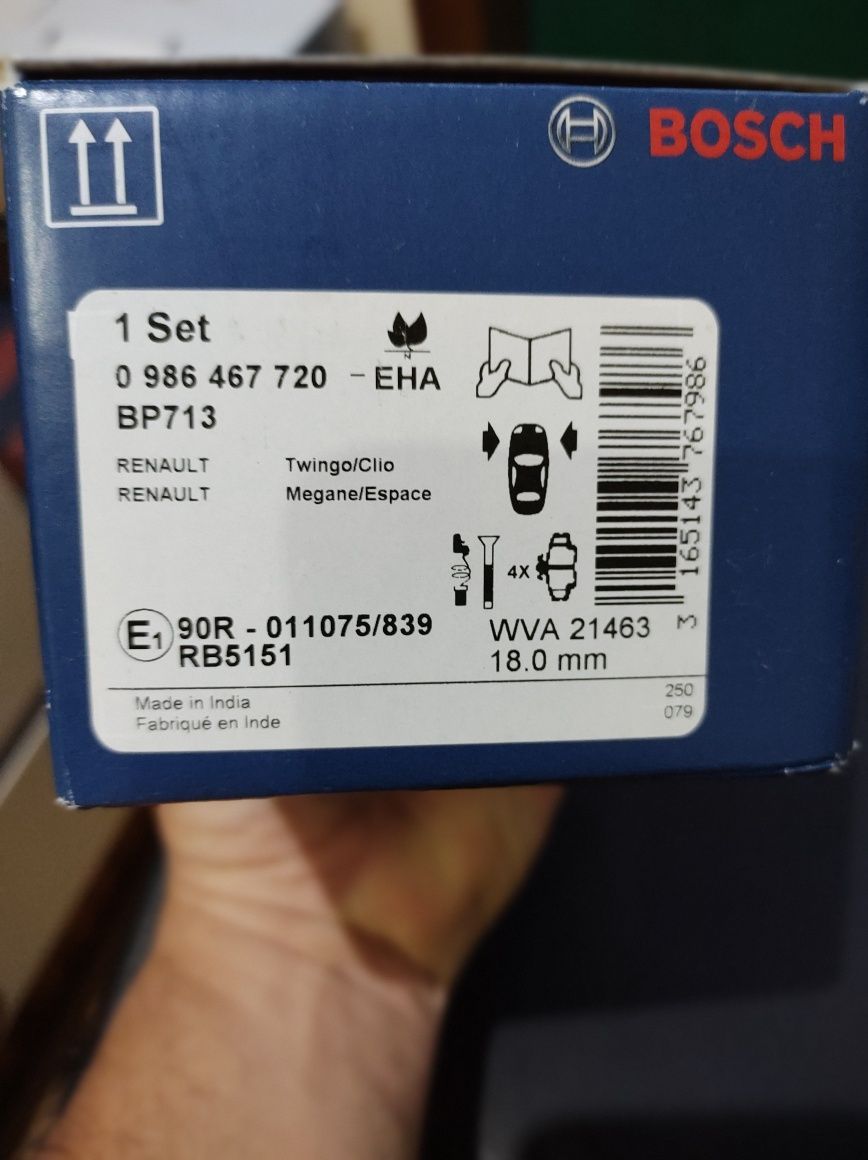 BOSCH
1 Set
0 986 467 720 - EHA
BP713
RENAULT Twingo/Clio
RENAULT Megane/Espace
4X
E1 90R - 011075/839
RB5151
WVA 21463
18.0 mm
Made in India
Fabriqué en Inde
250
079
3 165143 767986
N